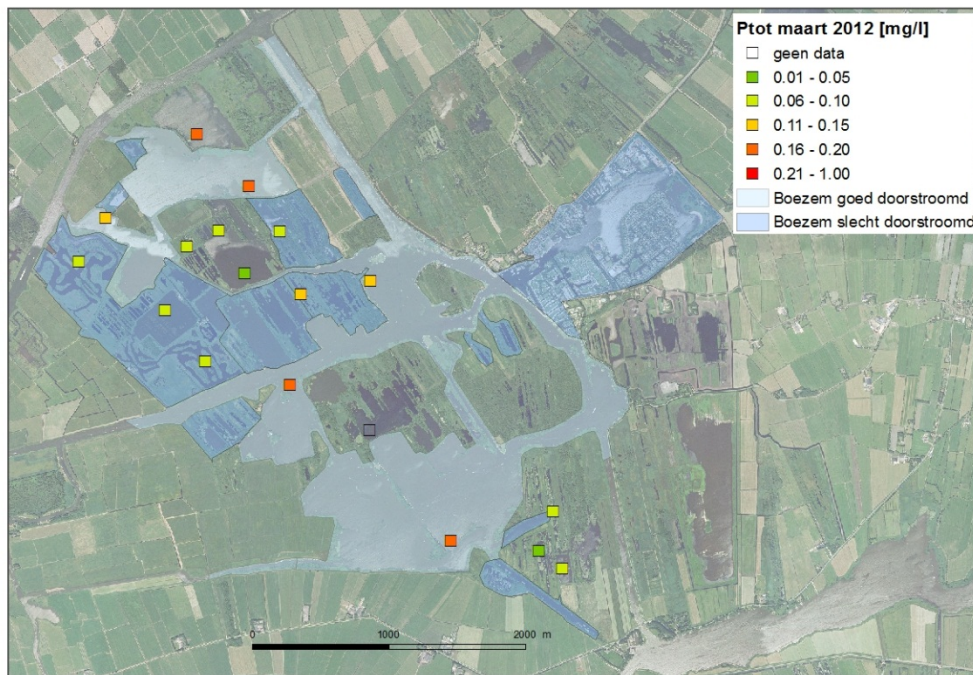 Ptot maart 2012 [mg/l]
geen data
0.01 - 0.05
0.06 - 0.10
0.11 - 0.15
0.16 - 0.20
0.21 - 1.00
Boezem goed doorstroomd
Boezem slecht doorstroomd
0 1000 2000 m